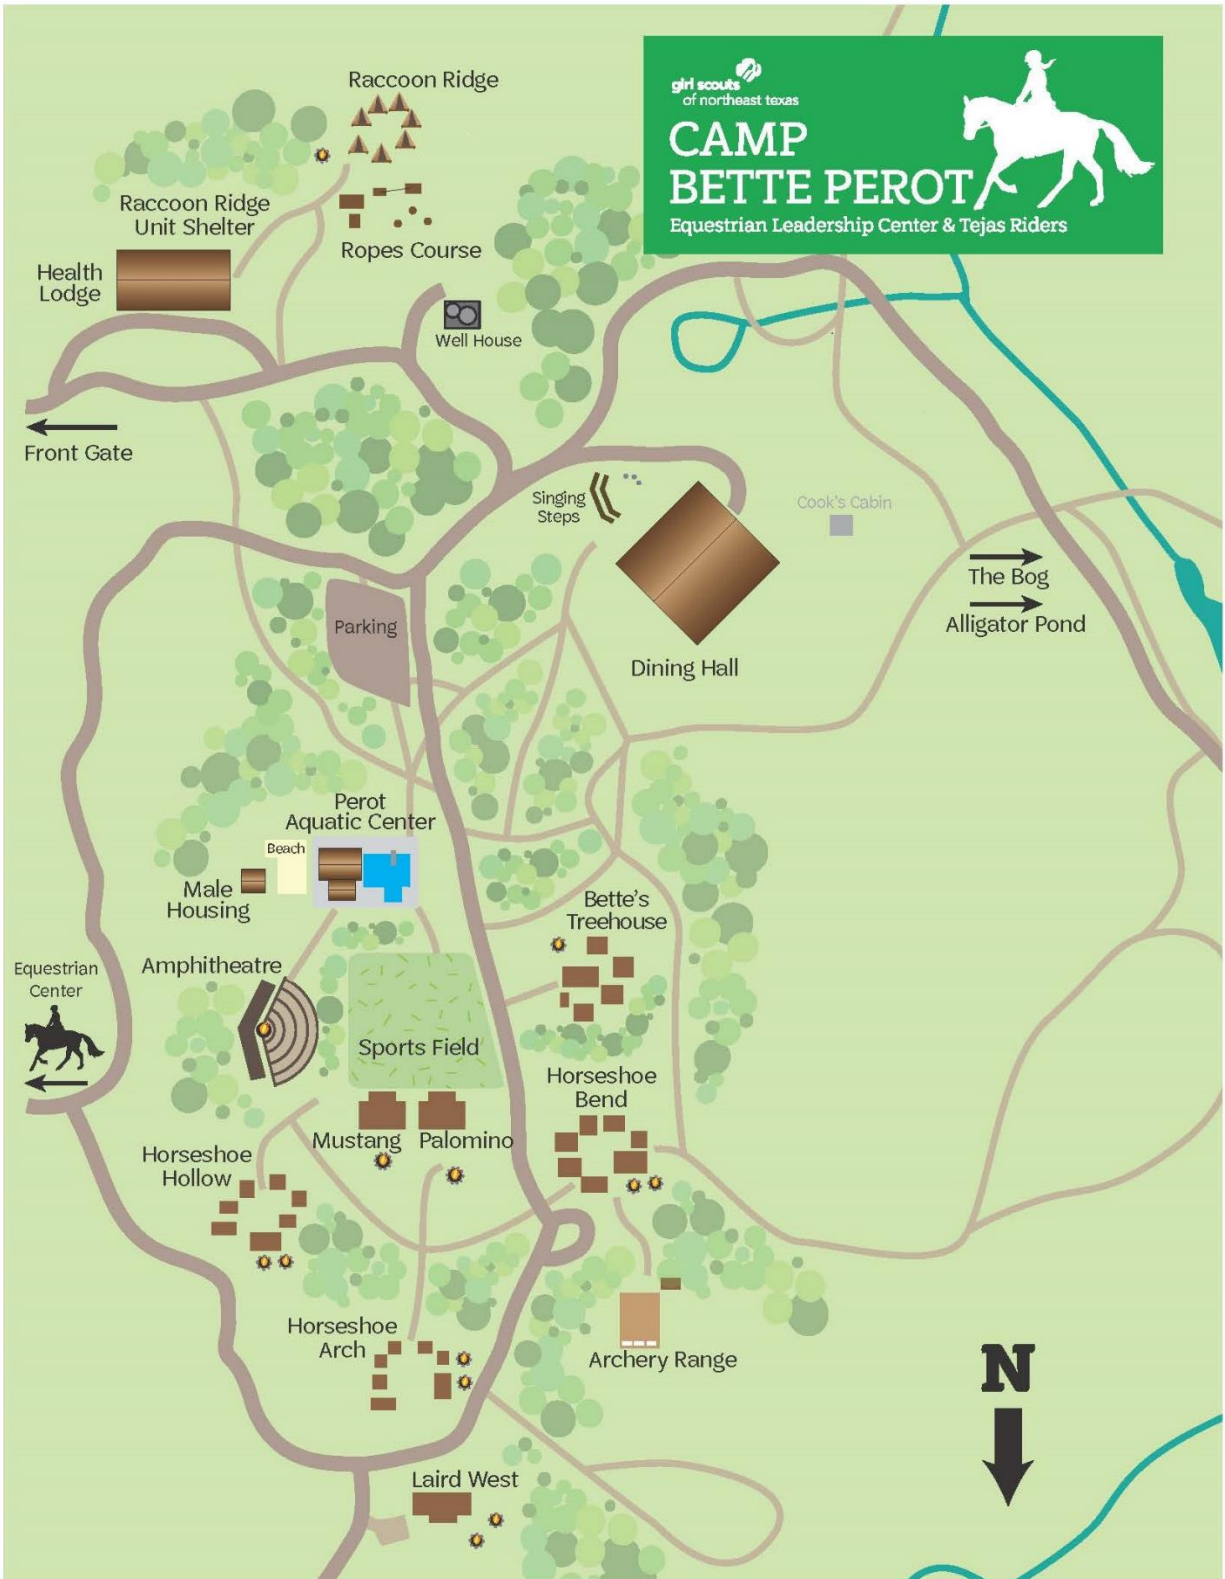 girl scouts
of northeast texas
CAMP
BETTE PEROT
Equestrian Leadership Center & Tejas Riders
Raccoon Ridge
Raccoon Ridge
Unit Shelter
Ropes Course
Health
Lodge
Well House
Front Gate
Singing
Steps
Cook's Cabin
The Bog
Alligator Pond
Parking
Dining Hall
Perot
Aquatic Center
Beach
Male
Housing
Bette's
Treehouse
Equestrian
Center
Amphitheatre
Sports Field
Horseshoe
Bend
Mustang
Palomino
Horseshoe
Hollow
Horseshoe
Arch
Archery Range
N
Laird West